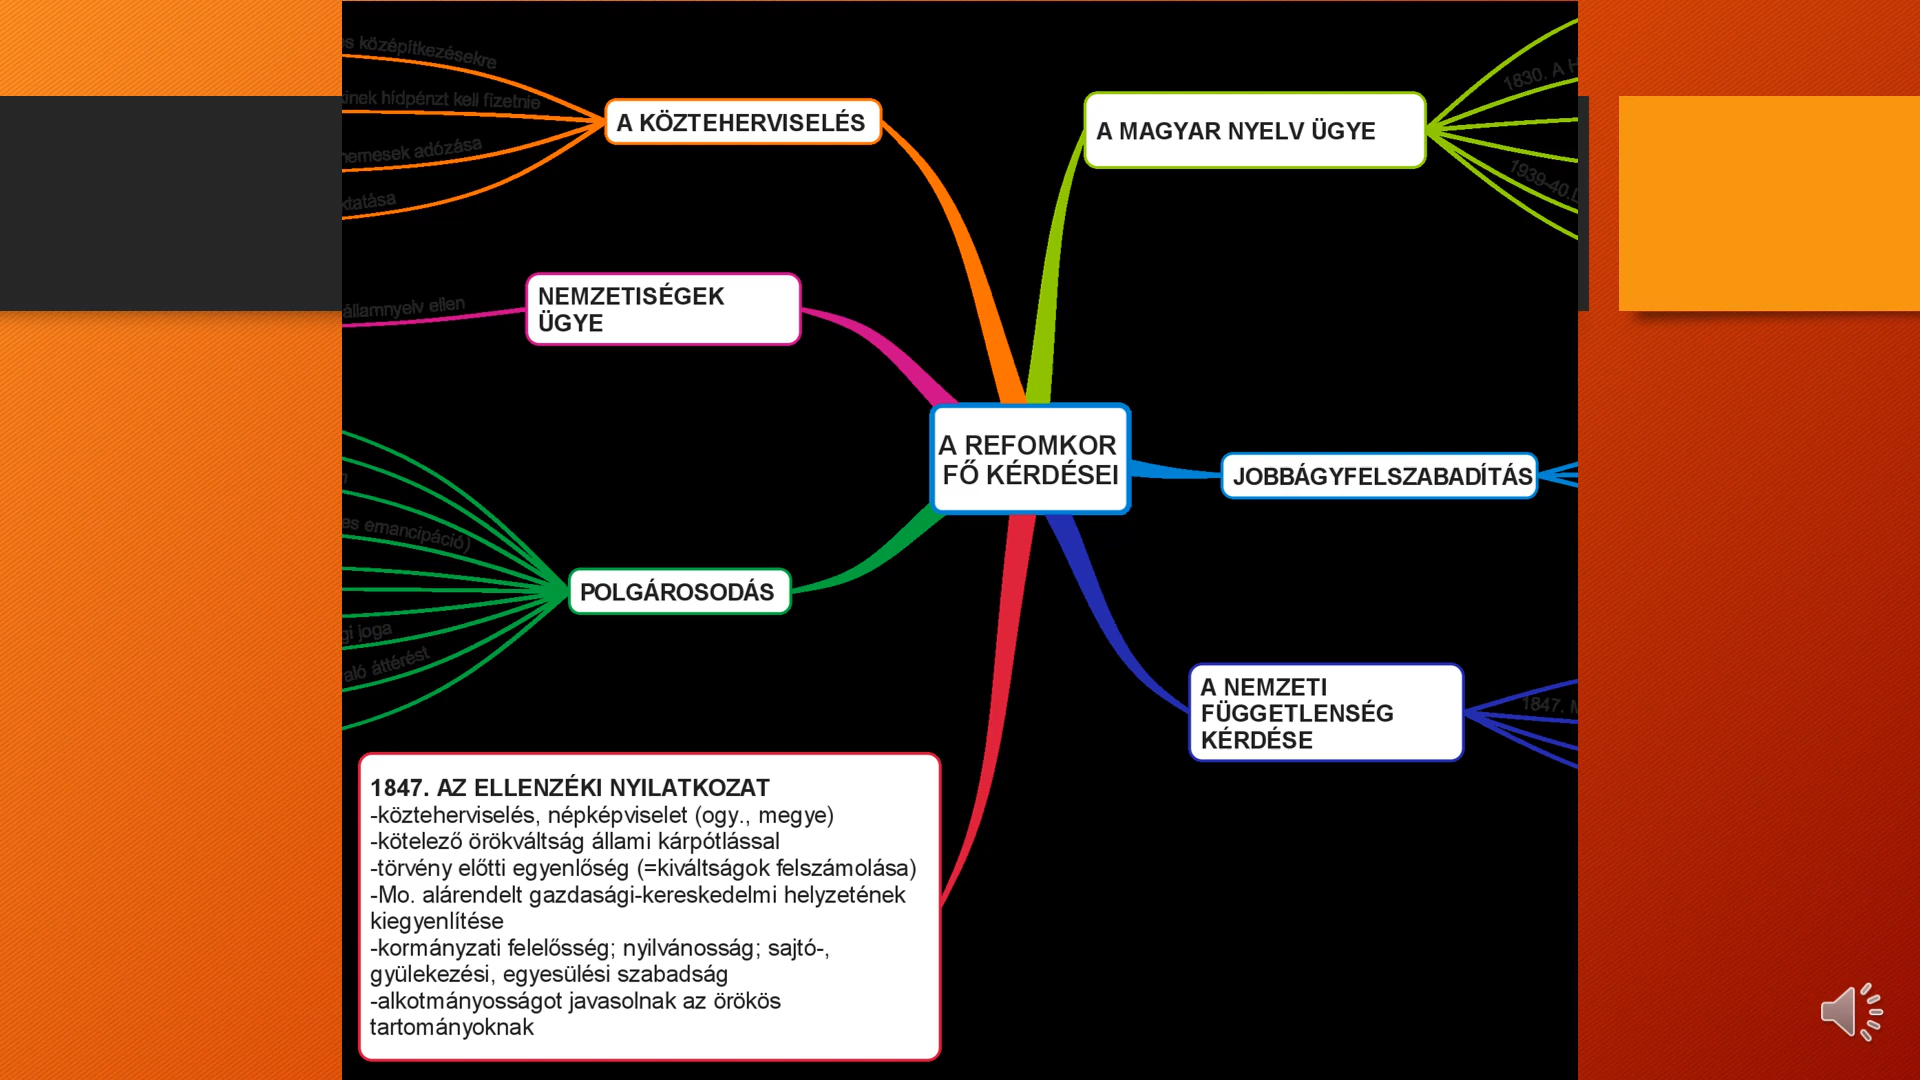 os középítkezésekre
kinek hídpénzt kell fizetnie
nemesek adózása
ktatása
A KÖZTEHERVISELÉS
A MAGYAR NYELV ÜGYE
1830. A H
1939-40.
államnyelv ellen
NEMZETISÉGEK
ÜGYE
A REFOMKOR
FŐ KÉRDÉSEI
JOBBÁGYFELSZABADÍTÁS
es emancipáció)
gi joga
aló áttérést
POLGÁROSODÁS
A NEMZETI
FÜGGETLENSÉG
KÉRDÉSE
1847. M
1847. AZ ELLENZÉKI NYILATKOZAT
-közteherviselés, népképviselet (ogy., megye)
-kötelező örökváltság állami kárpótlással
-törvény előtti egyenlőség (=kiváltságok felszámolása)
-Mo. alárendelt gazdasági-kereskedelmi helyzetének
kiegyenlítése
-kormányzati felelősség; nyilvánosság; sajtó-,
gyülekezési, egyesülési szabadság
-alkotmányosságot javasolnak az örökös
tartományoknak